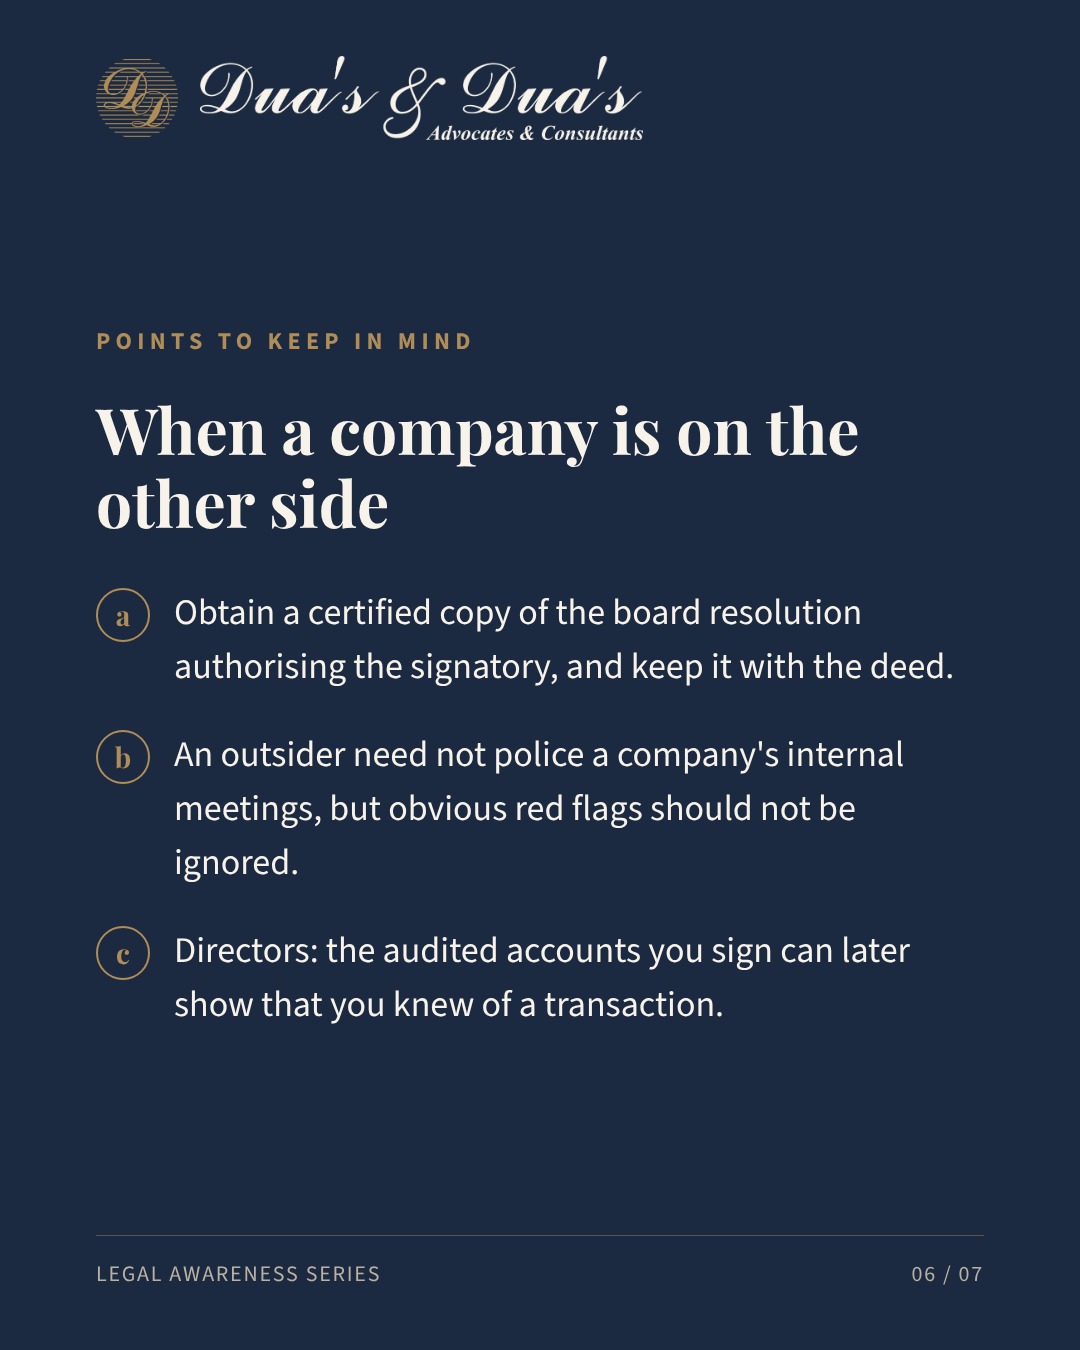 DD Dua's & Dua's
Advocates & Consultants
POINTS TO KEEP IN MIND
When a company is on the
other side
a Obtain a certified copy of the board resolution
authorising the signatory, and keep it with the deed.
b An outsider need not police a company's internal
meetings, but obvious red flags should not be
ignored.
c Directors: the audited accounts you sign can later
show that you knew of a transaction.
LEGAL AWARENESS SERIES 06 / 07